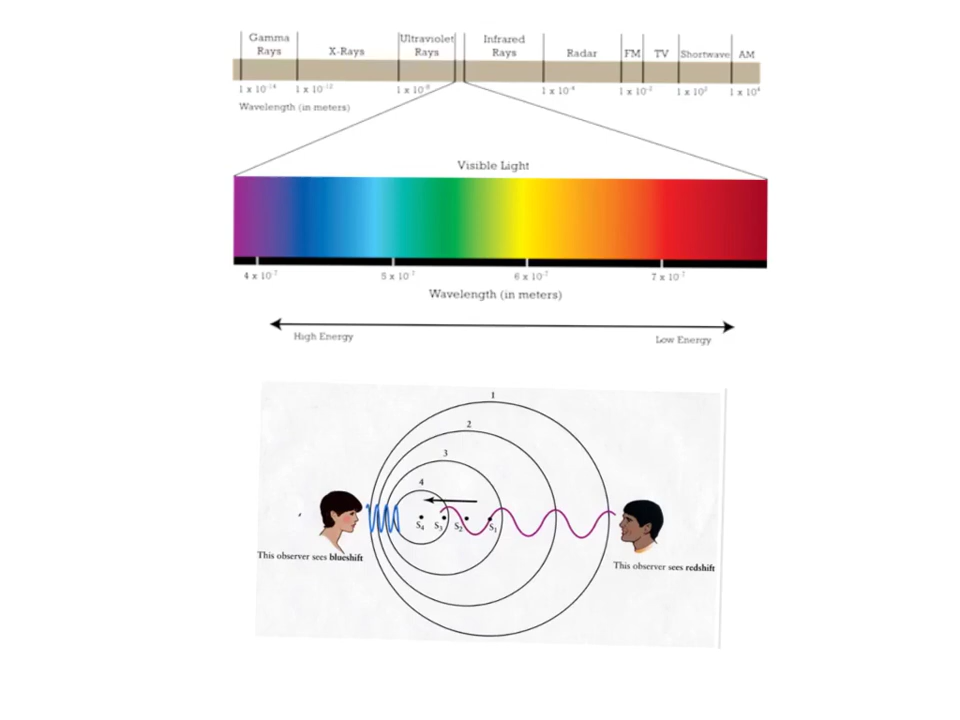 Gamma Rays
X-Rays
Ultraviolet Rays
Infrared Rays
Radar
FM
TV
Shortwave
AM
1 x 10⁻¹⁴
1 x 10⁻¹²
1 x 10⁻⁸
1 x 10⁻⁴
1 x 10⁻²
1 x 10²
1 x 10⁴
Wavelength (in meters)
Visible Light
4 x 10⁻⁷
5 x 10⁻⁷
6 x 10⁻⁷
7 x 10⁻⁷
Wavelength (in meters)
High Energy
Low Energy
1
2
3
4
S₄
S₃
S₂
S₁
This observer sees blueshift
This observer sees redshift